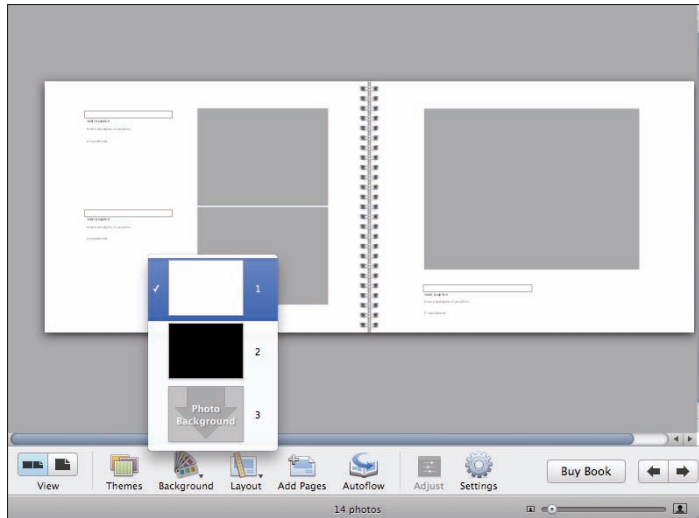 1
2
Photo
Background
3
View
Themes
Background
Layout
Add Pages
Autoflow
Adjust
Settings
Buy Book
14 photos